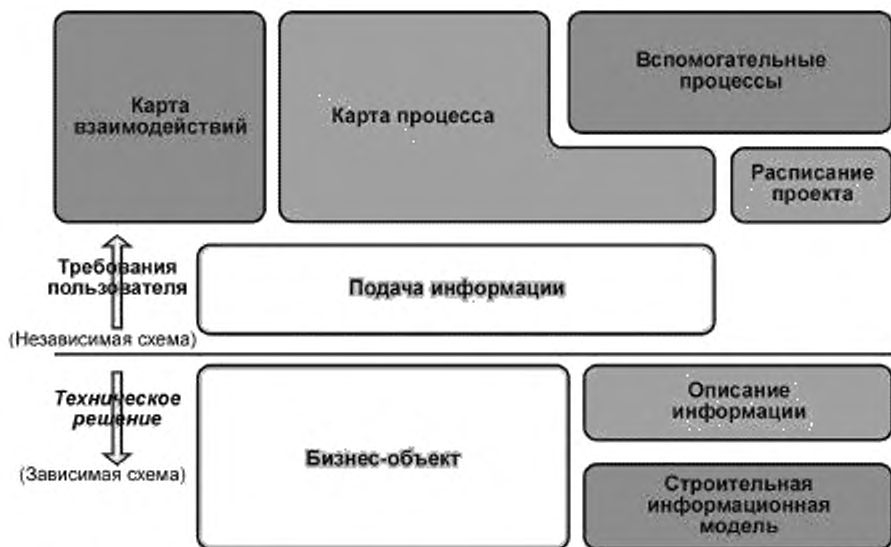 Карта
взаимодействий
Карта процесса
Вспомогательные
процессы
Расписание
проекта
Требования
пользователя
(Независимая схема)
Подача информации
Техническое
решение
(Зависимая схема)
Бизнес-объект
Описание
информации
Строительная
информационная
модель